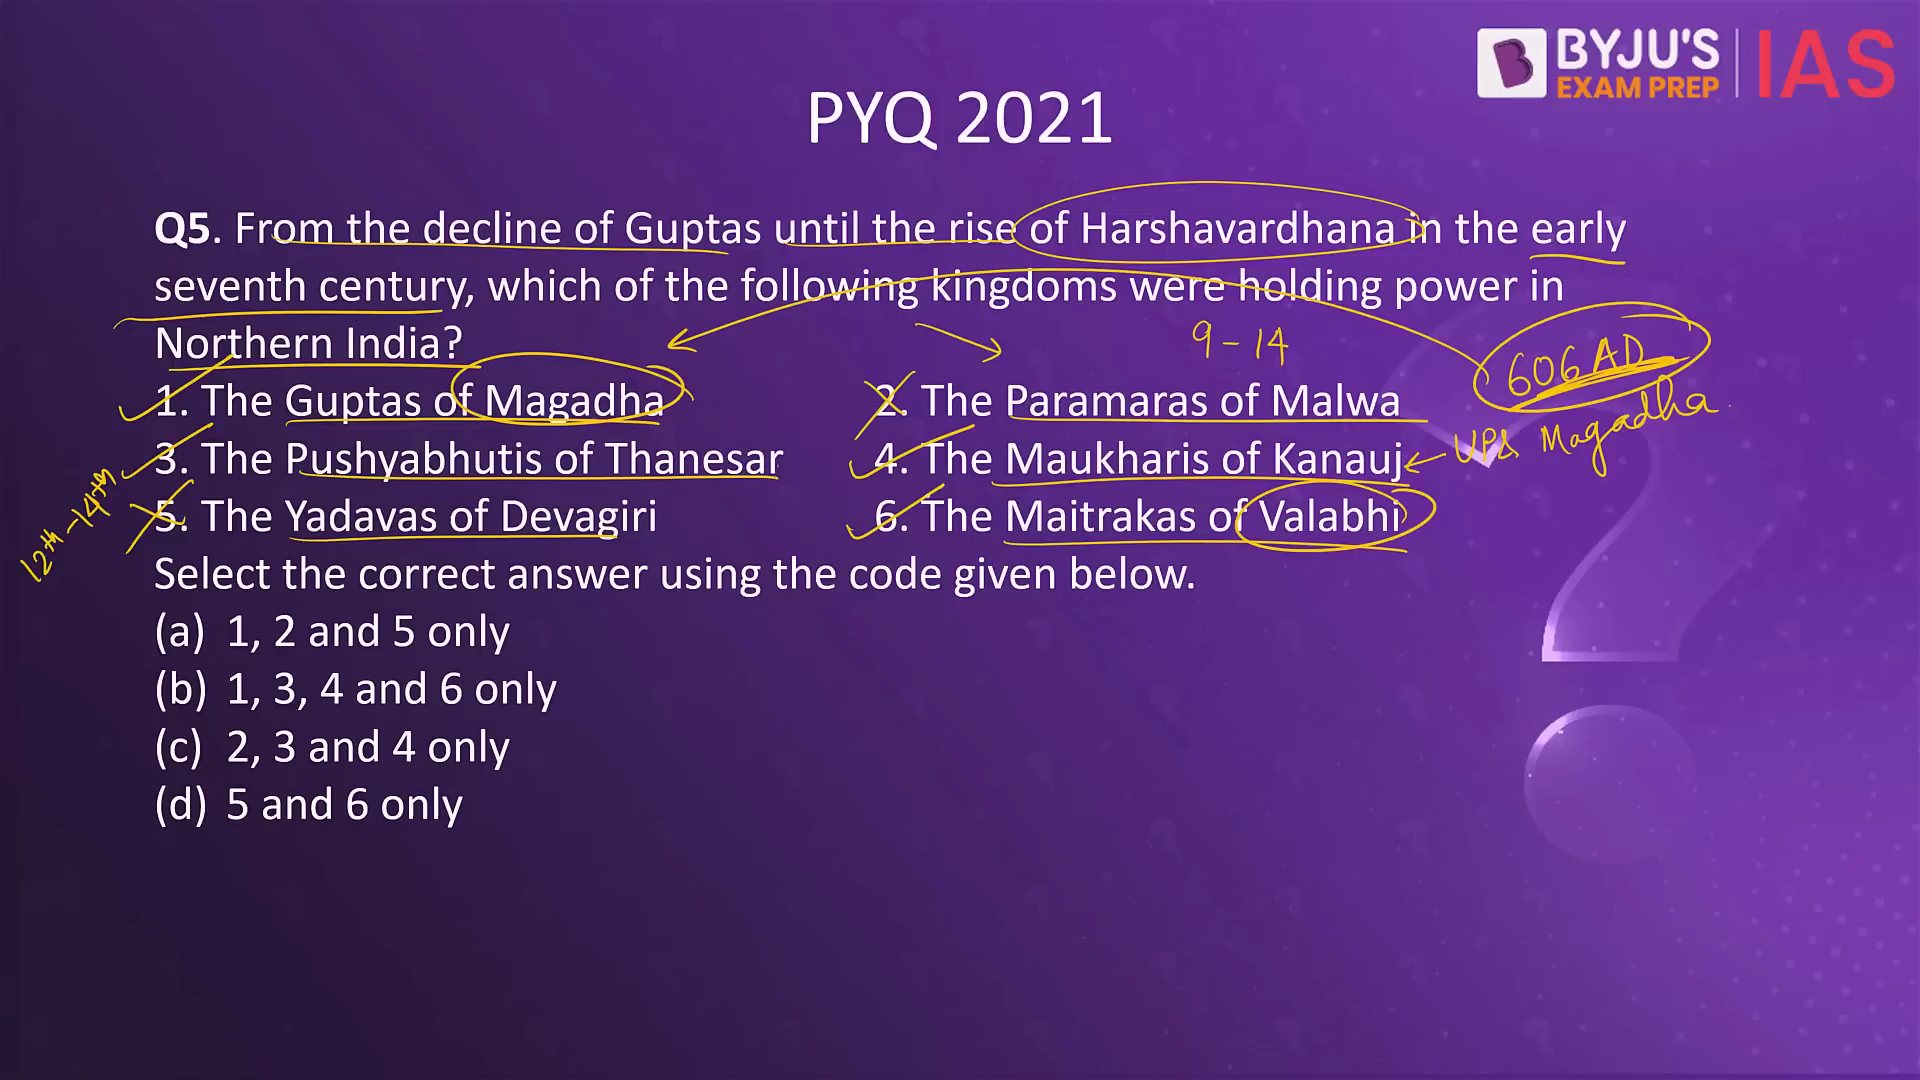 BYJU'S
EXAM PREP
IAS
PYQ 2021
Q5. From the decline of Guptas until the rise of Harshavardhana in the early
seventh century, which of the following kingdoms were holding power in
Northern India?
9-14
606 AD
1. The Guptas of Magadha
2. The Paramaras of Malwa
3. The Pushyabhutis of Thanesar
4. The Maukharis of Kanauj
UP& Magadha
5. The Yadavas of Devagiri
6. The Maitrakas of Valabhi
12th-14th
Select the correct answer using the code given below.
(a) 1, 2 and 5 only
(b) 1, 3, 4 and 6 only
(c) 2, 3 and 4 only
(d) 5 and 6 only